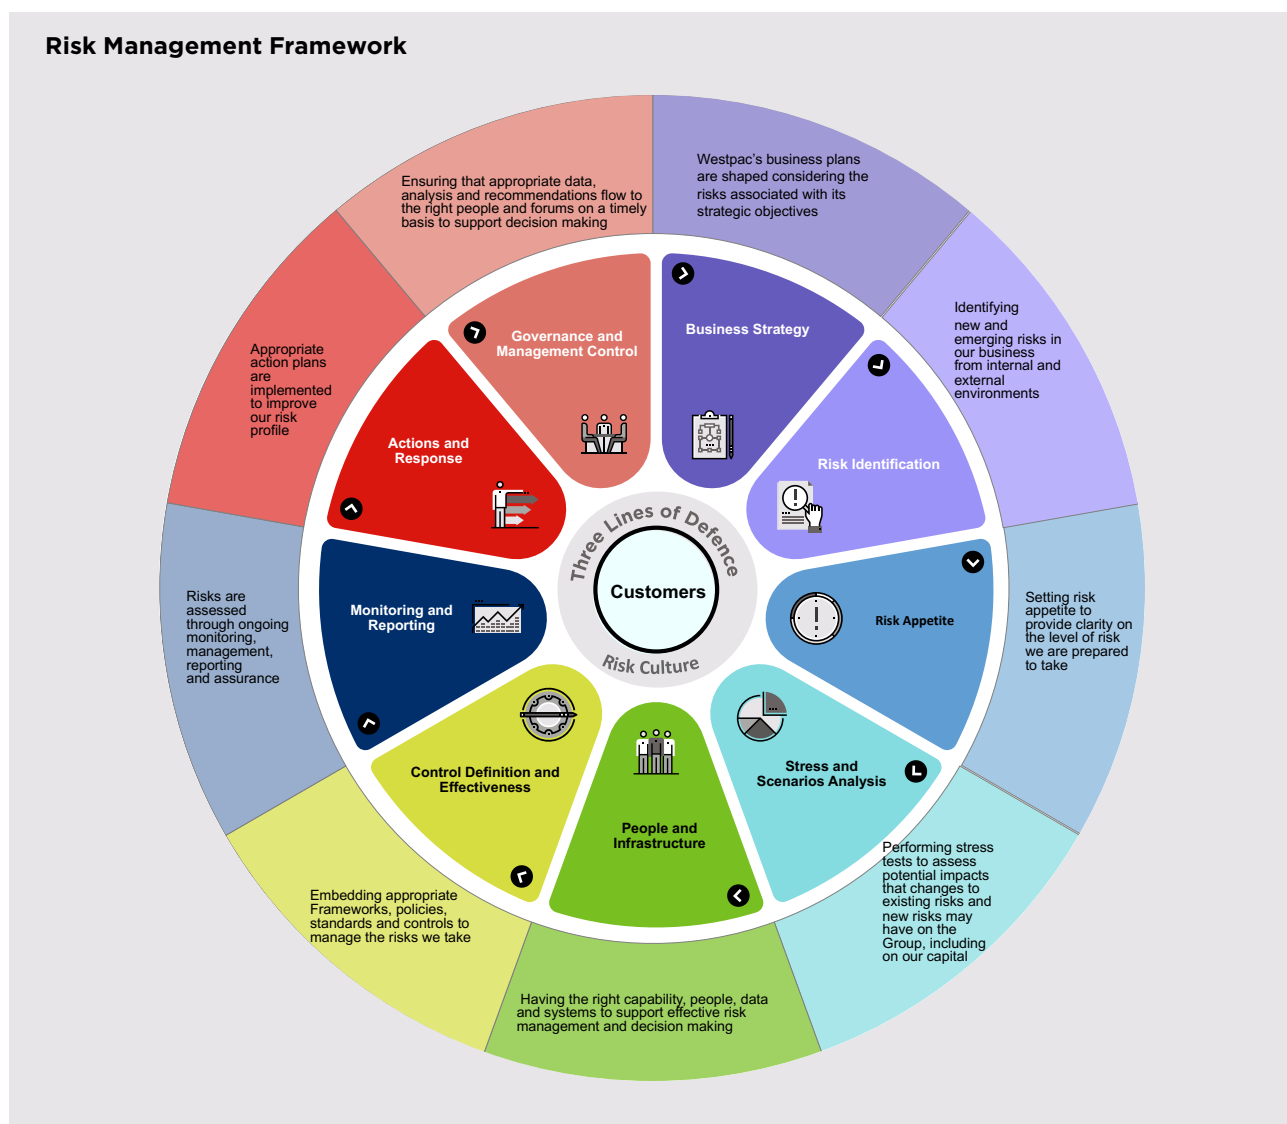 Risk Management Framework
Westpac's business plans
are shaped considering the
risks associated with its
strategic objectives
Business Strategy
Identifying
new and
emerging risks in
our business
from internal and
external
environments
Risk Identification
Setting risk
appetite to
provide clarity on
the level of risk
we are prepared
to take
Risk Appetite
Performing stress
tests to assess
potential impacts
that changes to
existing risks and
new risks may
have on the
Group, including
on our capital
Stress and
Scenarios Analysis
Having the right capability, people, data
and systems to support effective risk
management and decision making
People and
Infrastructure
Embedding appropriate
Frameworks, policies,
standards and controls to
manage the risks we take
Control Definition and
Effectiveness
Risks are
assessed
through ongoing
monitoring,
management,
reporting
and assurance
Monitoring and
Reporting
Appropriate
action plans
are
implemented
to improve
our risk
profile
Actions and
Response
Ensuring that appropriate data,
analysis and recommendations flow to
the right people and forums on a timely
basis to support decision making
Governance and
Management Control
Three Lines of Defence
Customers
Risk Culture